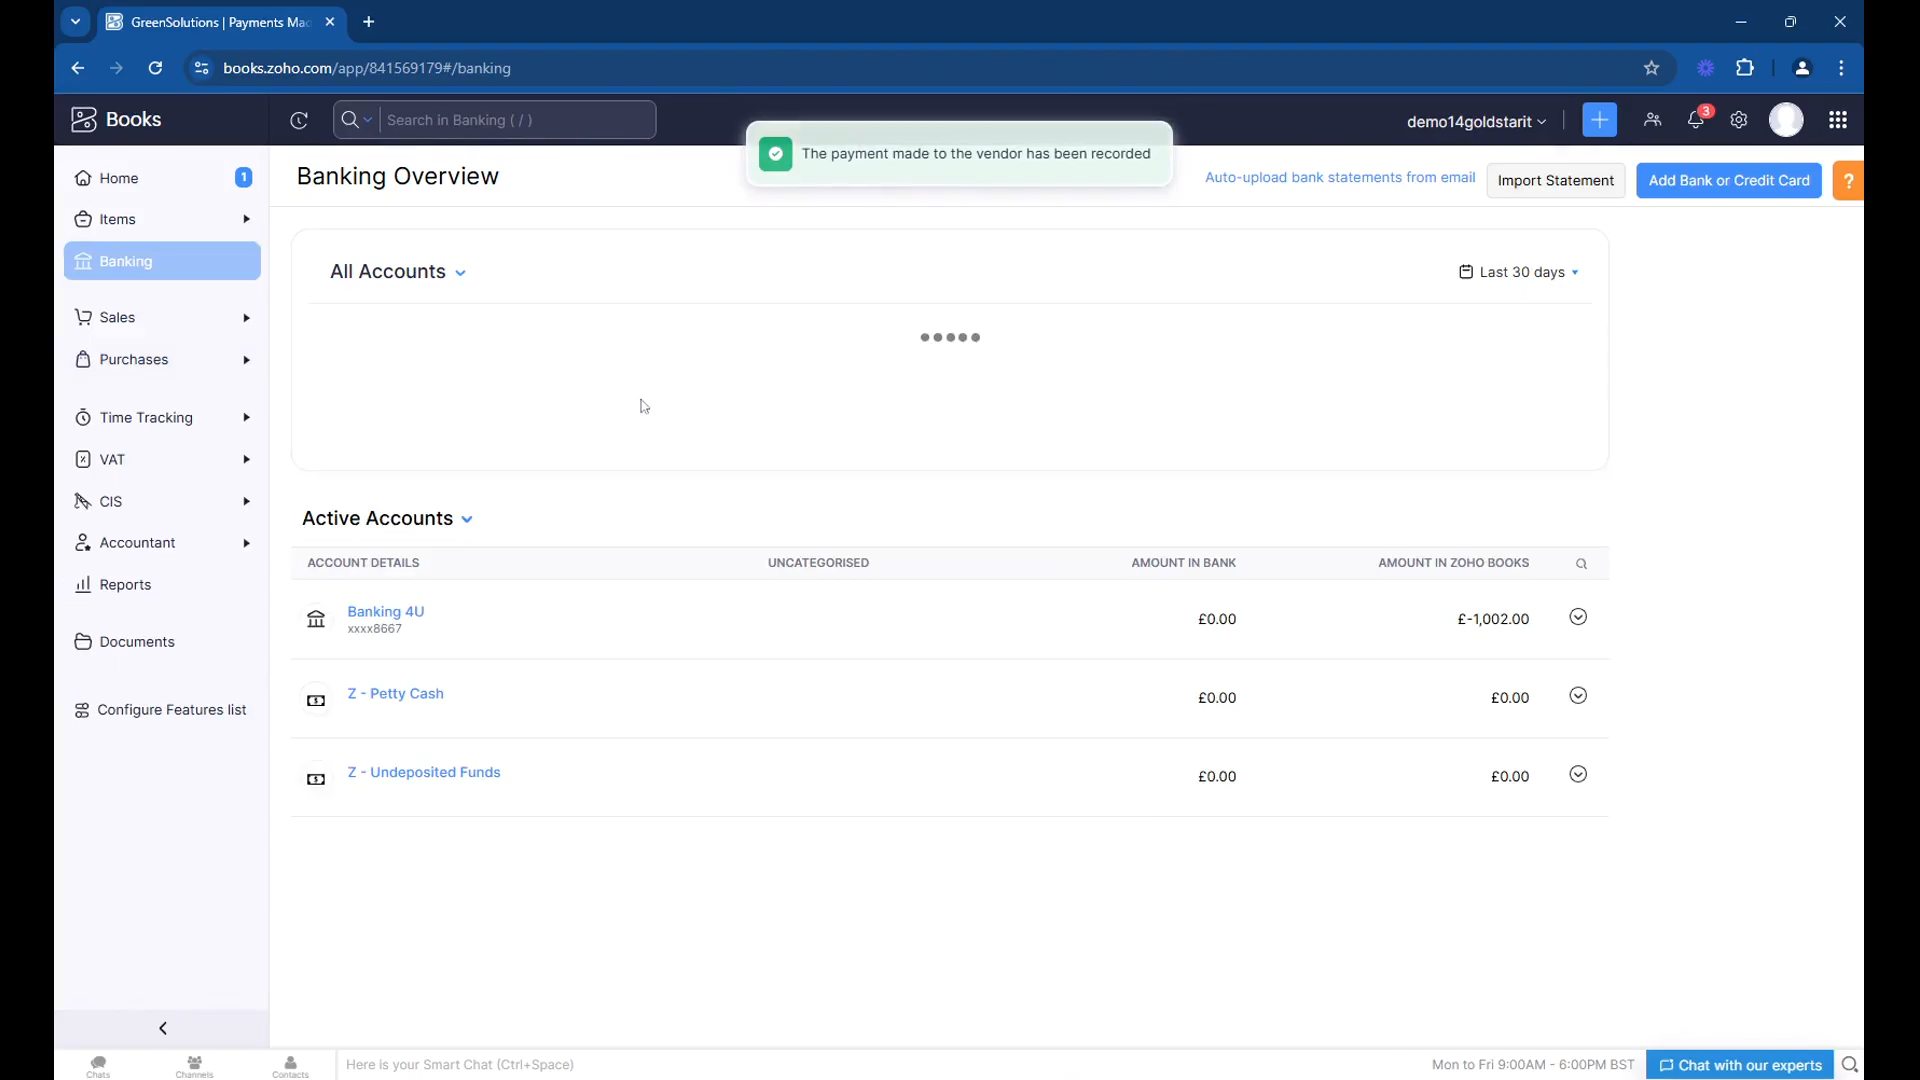 GreenSolutions | Payments Mac
books.zoho.com/app/841569179#/banking
Books
Search in Banking ( / )
demo14goldstarit
3
The payment made to the vendor has been recorded
Home
1
Items
Banking
Sales
Purchases
Time Tracking
VAT
CIS
Accountant
Reports
Documents
Configure Features list
Banking Overview
Auto-upload bank statements from email
Import Statement
Add Bank or Credit Card
?
All Accounts
Last 30 days
Active Accounts
ACCOUNT DETAILS UNCATEGORISED AMOUNT IN BANK AMOUNT IN ZOHO BOOKS
Banking 4U £0.00 £-1,002.00
xxxx8667
Z - Petty Cash £0.00 £0.00
Z - Undeposited Funds £0.00 £0.00
Chats
Channels
Contacts
Here is your Smart Chat (Ctrl+Space)
Mon to Fri 9:00AM - 6:00PM BST
Chat with our experts